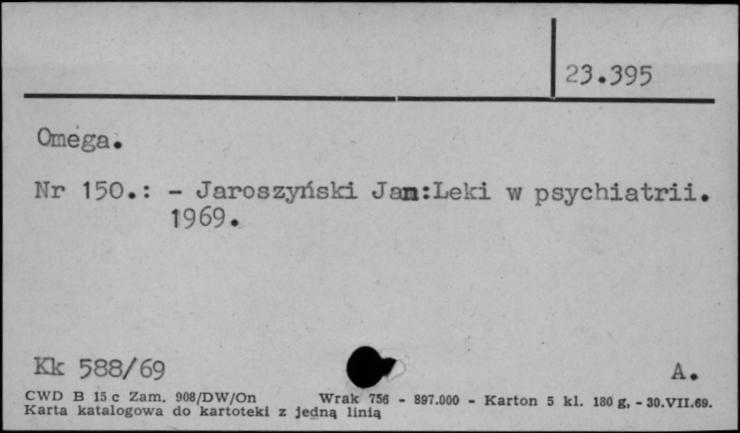 23.395
Omega.
Nr 150.: - Jaroszyński Jan:Leki w psychiatrii.
1969.
Kk 588/69
A.
CWD B 15 c Zam. 908/DW/On Wrak 756 - 897.000 - Karton 5 kl. 180 g. - 30.VII.69.
Karta katalogowa do kartoteki z jedną linią